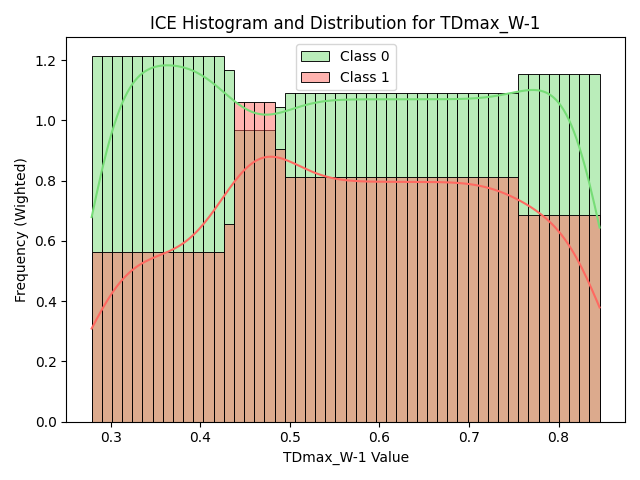 ICE Histogram and Distribution for TDmax_W-1
Class 0
Class 1
Frequency (Wighted)
1.2
1.0
0.8
0.6
0.4
0.2
0.0
0.3 0.4 0.5 0.6 0.7 0.8
TDmax_W-1 Value